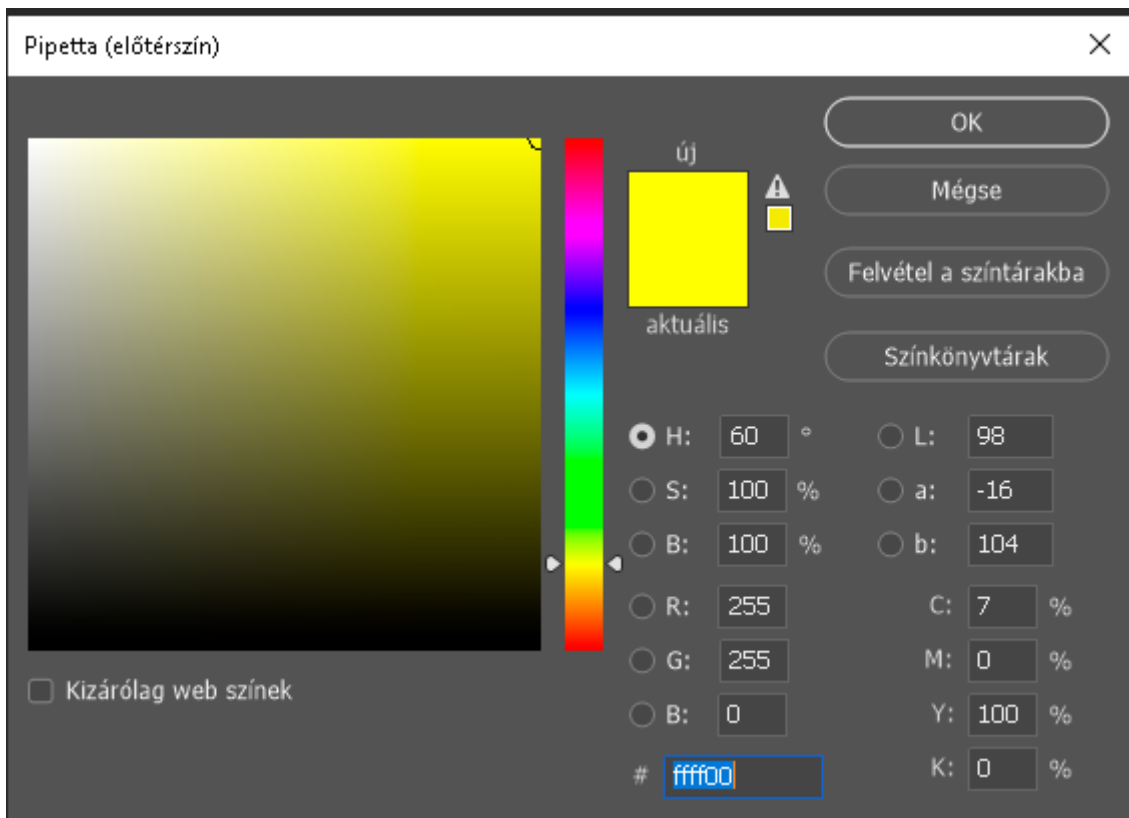 Pipetta (előtérszín)
új
aktuális
OK
Mégse
Felvétel a színtárakba
Színkönyvtárak
H: 60 °
S: 100 %
B: 100 %
R: 255
G: 255
B: 0
# ffff00
L: 98
a: -16
b: 104
C: 7 %
M: 0 %
Y: 100 %
K: 0 %
Kizárólag web színek